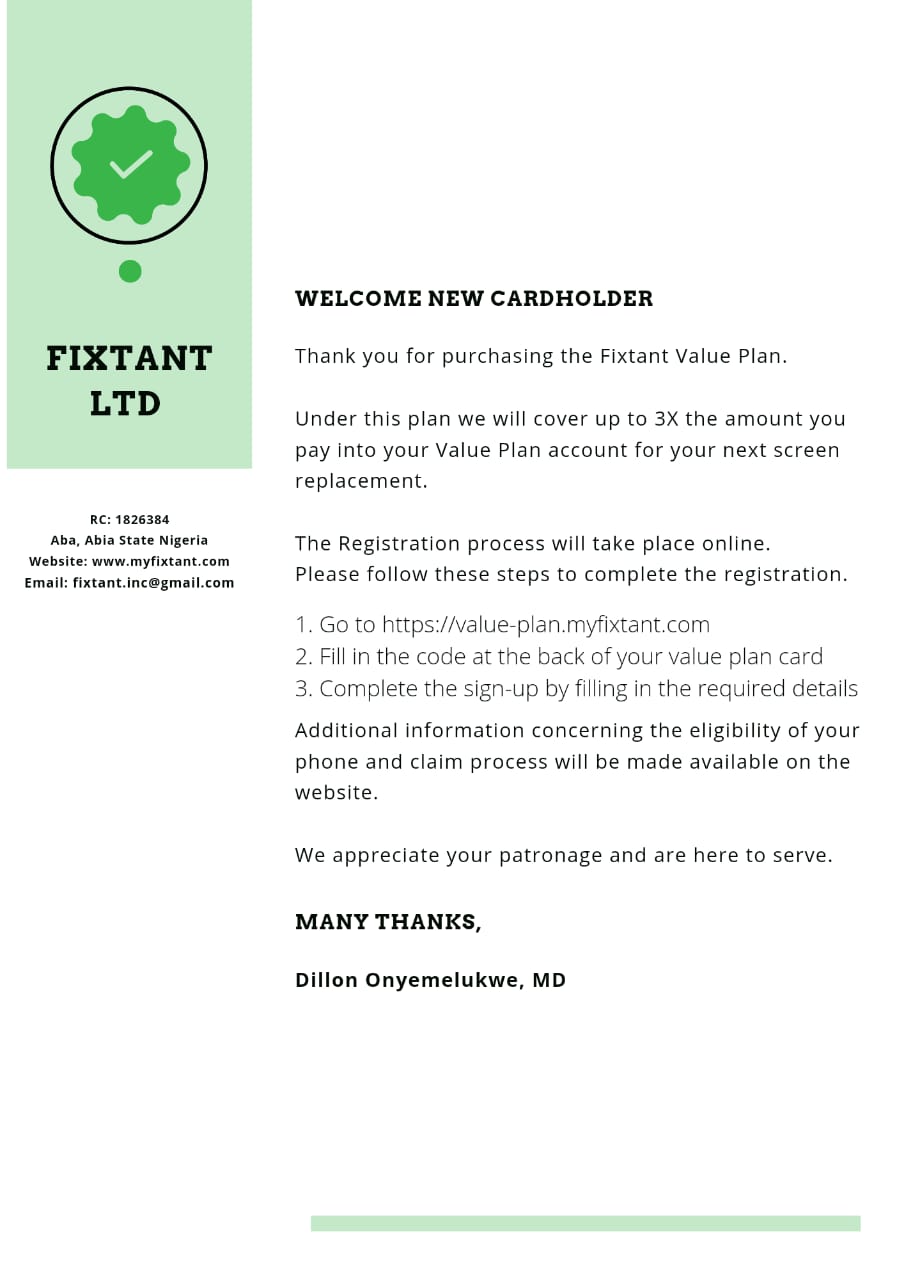 FIXTANT
LTD
RC: 1826384
Aba, Abia State Nigeria
Website: www.myfixtant.com
Email: fixtant.inc@gmail.com
WELCOME NEW CARDHOLDER
Thank you for purchasing the Fixtant Value Plan.
Under this plan we will cover up to 3X the amount you
pay into your Value Plan account for your next screen
replacement.
The Registration process will take place online.
Please follow these steps to complete the registration.
1. Go to https://value-plan.myfixtant.com
2. Fill in the code at the back of your value plan card
3. Complete the sign-up by filling in the required details
Additional information concerning the eligibility of your
phone and claim process will be made available on the
website.
We appreciate your patronage and are here to serve.
MANY THANKS,
Dillon Onyemelukwe, MD